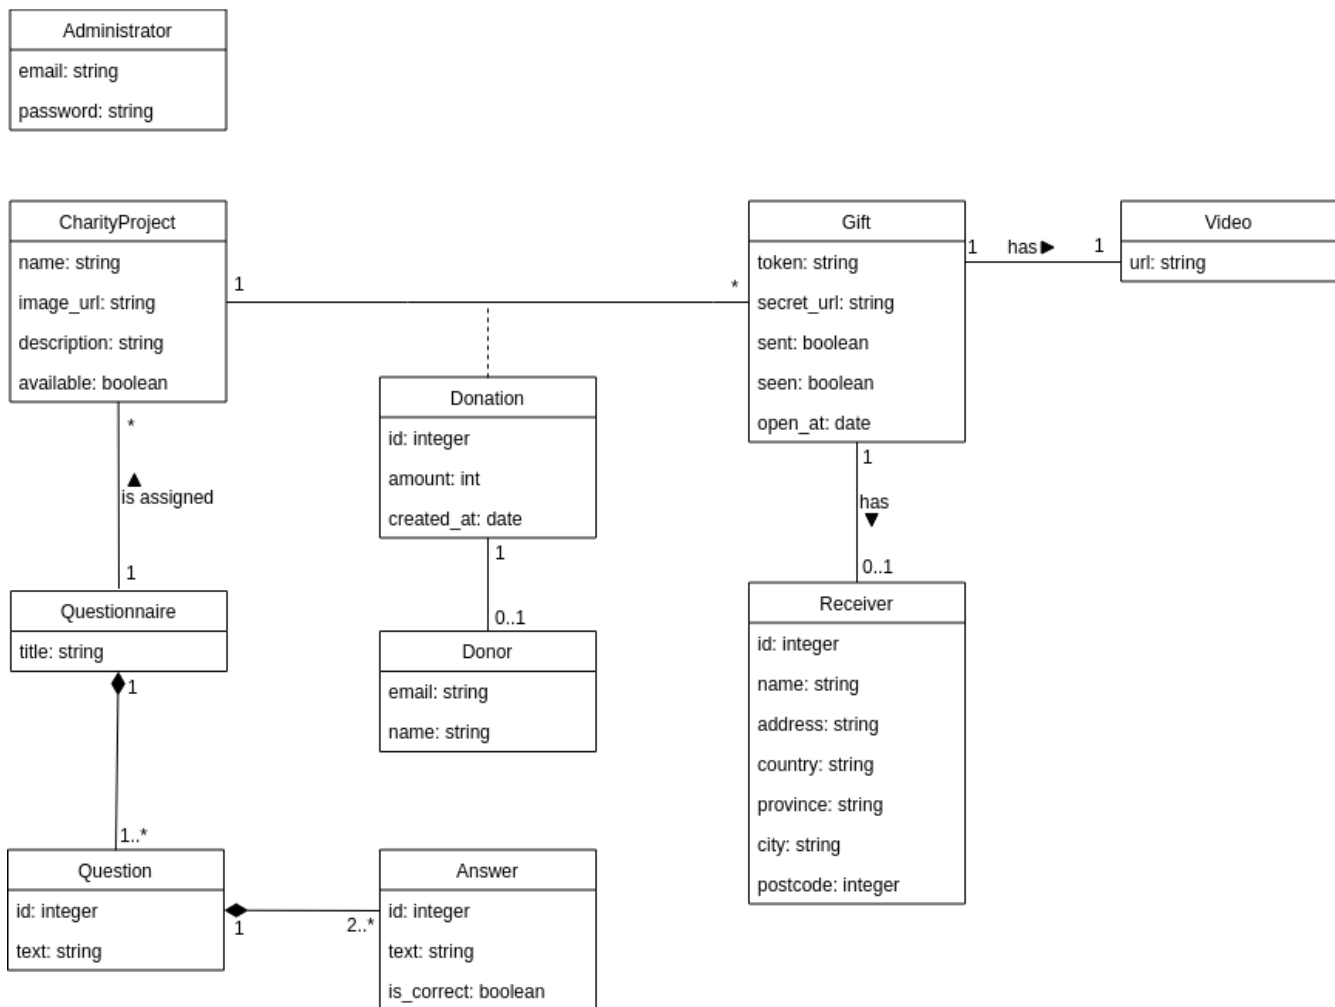 Administrator
email: string
password: string
CharityProject
name: string
image_url: string
description: string
available: boolean
1
*
Gift
token: string
secret_url: string
sent: boolean
seen: boolean
open_at: date
1 has 1
Video
url: string
Donation
id: integer
amount: int
created_at: date
*
is assigned
1
1
has
0..1
1
0..1
Questionnaire
title: string
Donor
email: string
name: string
Receiver
id: integer
name: string
address: string
country: string
province: string
city: string
postcode: integer
1
1..*
Question
id: integer
text: string
1
2..*
Answer
id: integer
text: string
is_correct: boolean